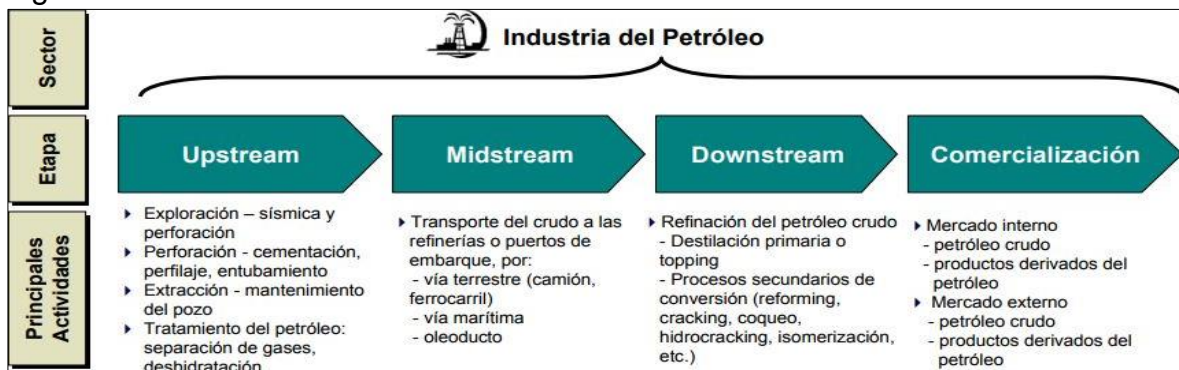 Sector
Industria del Petróleo
Etapa
Upstream
Midstream
Downstream
Comercialización
Principales
Actividades
‣ Exploración – sísmica y
perforación
‣ Perforación - cementación,
perfilaje, entubamiento
‣ Extracción - mantenimiento
del pozo
‣ Tratamiento del petróleo:
separación de gases,
deshidratación
‣ Transporte del crudo a las
refinerías o puertos de
embarque, por:
- vía terrestre (camión,
ferrocarril)
- vía marítima
- oleoducto
‣ Refinación del petróleo crudo
- Destilación primaria o
topping
- Procesos secundarios de
conversión (reforming,
cracking, coqueo,
hidrocracking, isomerización,
etc.)
‣ Mercado interno
- petróleo crudo
- productos derivados del
petróleo
‣ Mercado externo
- petróleo crudo
- productos derivados del
petróleo